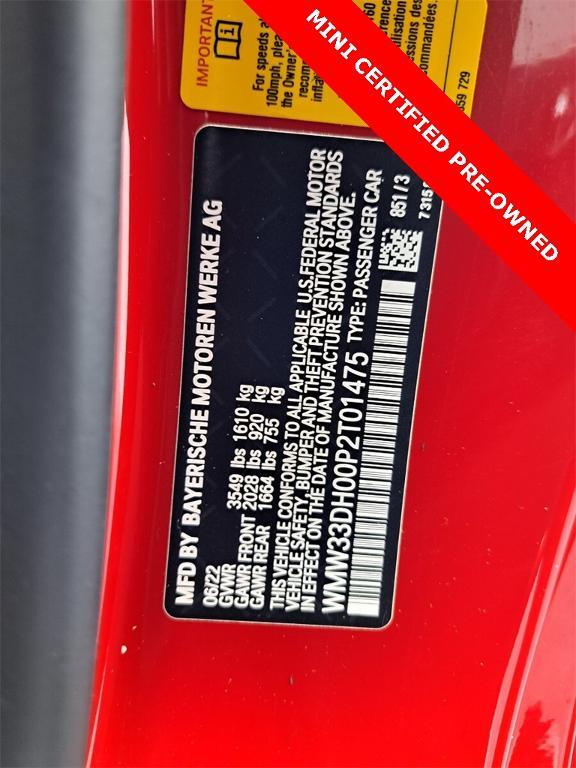 MINI CERTIFIED PRE-OWNED
IMPORTANT
For speeds
100mph,
the Owner'
851/3
MFD BY BAYERISCHE MOTOREN WERKE AG
06/22
GVWR 3549 lbs 1610 kg
GAWR FRONT 2028 lbs 920 kg
GAWR REAR 1664 lbs 755 kg
THIS VEHICLE CONFORMS TO ALL APPLICABLE U.S.FEDERAL MOTOR
VEHICLE SAFETY, BUMPER AND THEFT PREVENTION STANDARDS
IN EFFECT ON THE DATE OF MANUFACTURE SHOWN ABOVE.
WMW33DH00P2T01475 TYPE: PASSENGER CAR